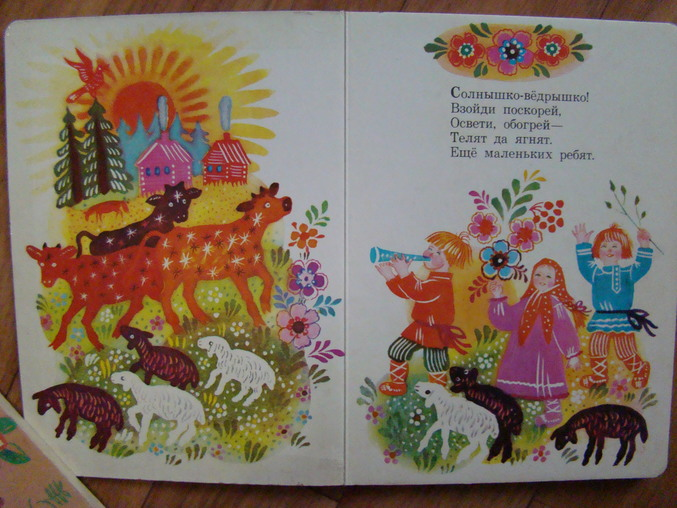 Солнышко-вёдрышко!
Взойди поскорей,
Освети, обогрей—
Телят да ягнят.
Ещё маленьких ребят.